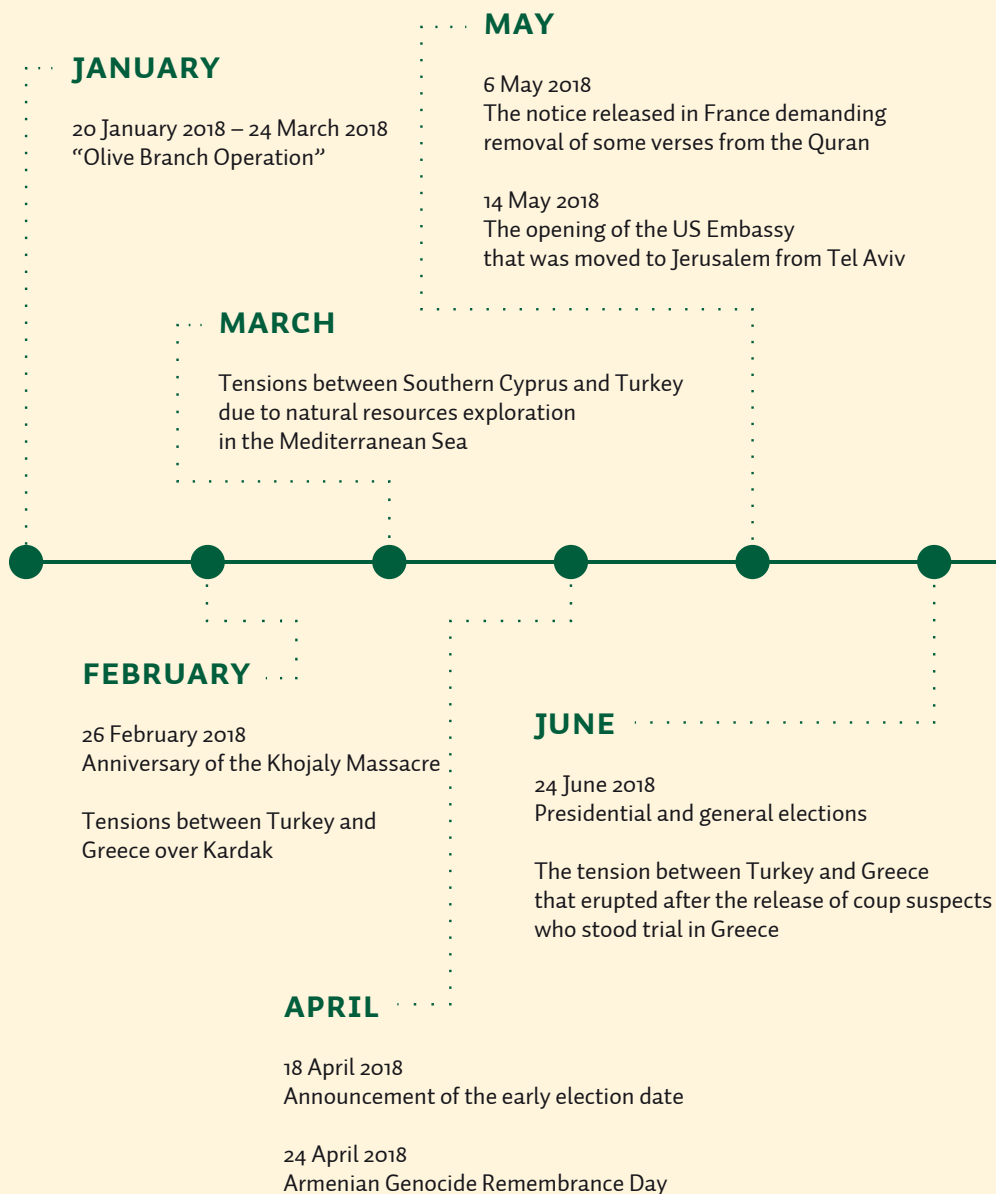 JANUARY
20 January 2018 – 24 March 2018
“Olive Branch Operation”
FEBRUARY
26 February 2018
Anniversary of the Khojaly Massacre
Tensions between Turkey and
Greece over Kardak
MARCH
Tensions between Southern Cyprus and Turkey
due to natural resources exploration
in the Mediterranean Sea
APRIL
18 April 2018
Announcement of the early election date
24 April 2018
Armenian Genocide Remembrance Day
MAY
6 May 2018
The notice released in France demanding
removal of some verses from the Quran
14 May 2018
The opening of the US Embassy
that was moved to Jerusalem from Tel Aviv
JUNE
24 June 2018
Presidential and general elections
The tension between Turkey and Greece
that erupted after the release of coup suspects
who stood trial in Greece